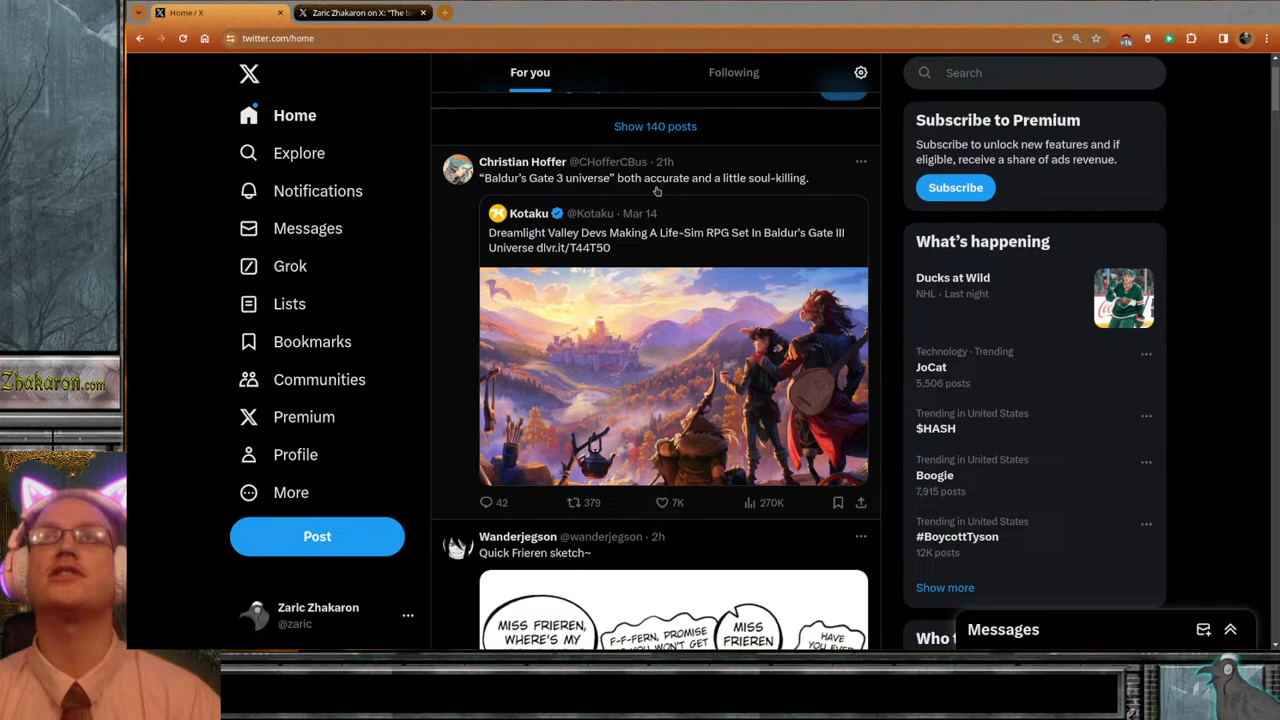 Home / X
Zaric Zhakaron on X: "The b
twitter.com/home
For you
Following
Search
Home
Explore
Notifications
Messages
Grok
Lists
Bookmarks
Communities
Premium
Profile
More
Post
Zaric Zhakaron
@zaric
Show 140 posts
Christian Hoffer @CHofferCBus · 21h
“Baldur’s Gate 3 universe” both accurate and a little soul-killing.
Kotaku @Kotaku · Mar 14
Dreamlight Valley Devs Making A Life-Sim RPG Set In Baldur's Gate III
Universe dlvr.it/T44T50
42 379 7K 270K
Wanderjegson @wanderjegson · 2h
Quick Frieren sketch~
MISS FRIEREN,
WHERE'S MY
F-F-FERN, PROMISE
YOU WON'T GET
MISS
FRIEREN
HAVE
YOU EVER
Subscribe to Premium
Subscribe to unlock new features and if
eligible, receive a share of ads revenue.
Subscribe
What’s happening
Ducks at Wild
NHL · Last night
Technology · Trending
JoCat
5,506 posts
Trending in United States
$HASH
Trending in United States
Boogie
7,915 posts
Trending in United States
#BoycottTyson
12K posts
Show more
Messages
Zhakaron.com